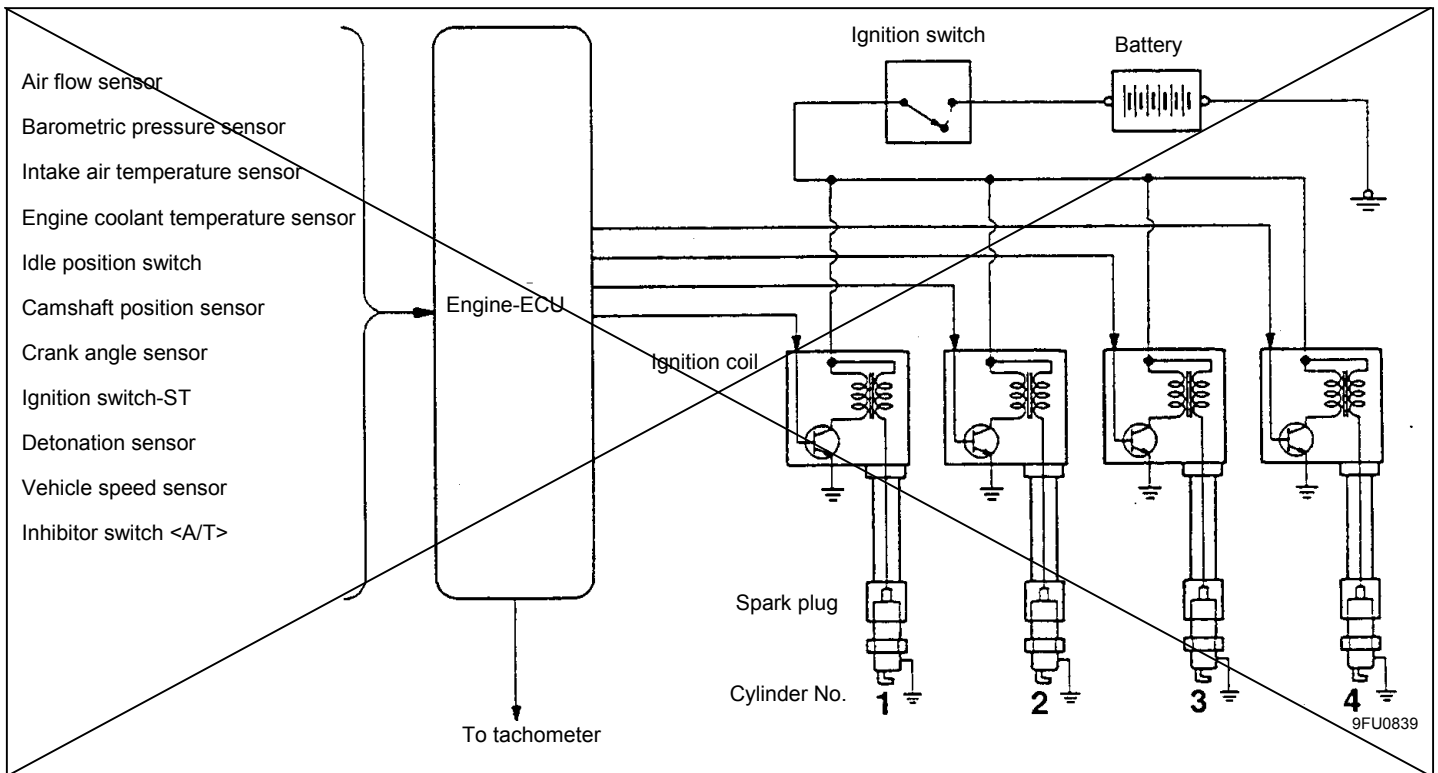 Ignition switch
Battery
Air flow sensor
Barometric pressure sensor
Intake air temperature sensor
Engine coolant temperature sensor
Idle position switch
Camshaft position sensor
Crank angle sensor
Ignition switch-ST
Detonation sensor
Vehicle speed sensor
Inhibitor switch <A/T>
Engine-ECU
Ignition coil
Spark plug
Cylinder No.
1 2 3 4
9FU0839
To tachometer